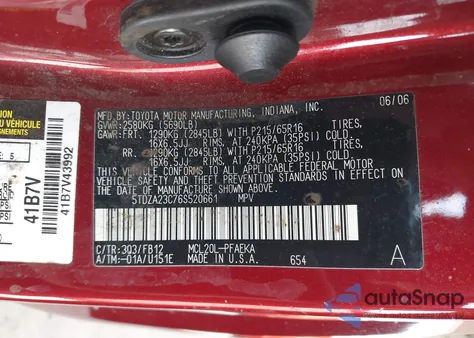 TION
U VÉHICULE
GNEMENTS
5
41B7V
41B7V43992
MFD. BY: TOYOTA MOTOR MANUFACTURING, INDIANA, INC. 06/06
GVWR: 2580KG (5690LB)
GAWR: FRT. 1290KG (2845LB) WITH P215/65R16 TIRES,
16X6.5JJ RIMS, AT 240KPA (35PSI) COLD.
RR. 1290KG (2845LB) WITH P215/65R16 TIRES,
16X6.5JJ RIMS, AT 240KPA (35PSI) COLD.
THIS VEHICLE CONFORMS TO ALL APPLICABLE FEDERAL MOTOR VEHICLE
SAFETY AND THEFT PREVENTION STANDARDS IN EFFECT ON THE DATE OF
5TDZA23C76S520661 MPV
C/TR: 3Q3/FB12 MCL20L-PFAEKA
A/TM: -01A/U151E MADE IN U.S.A. 654 A
autoSnap